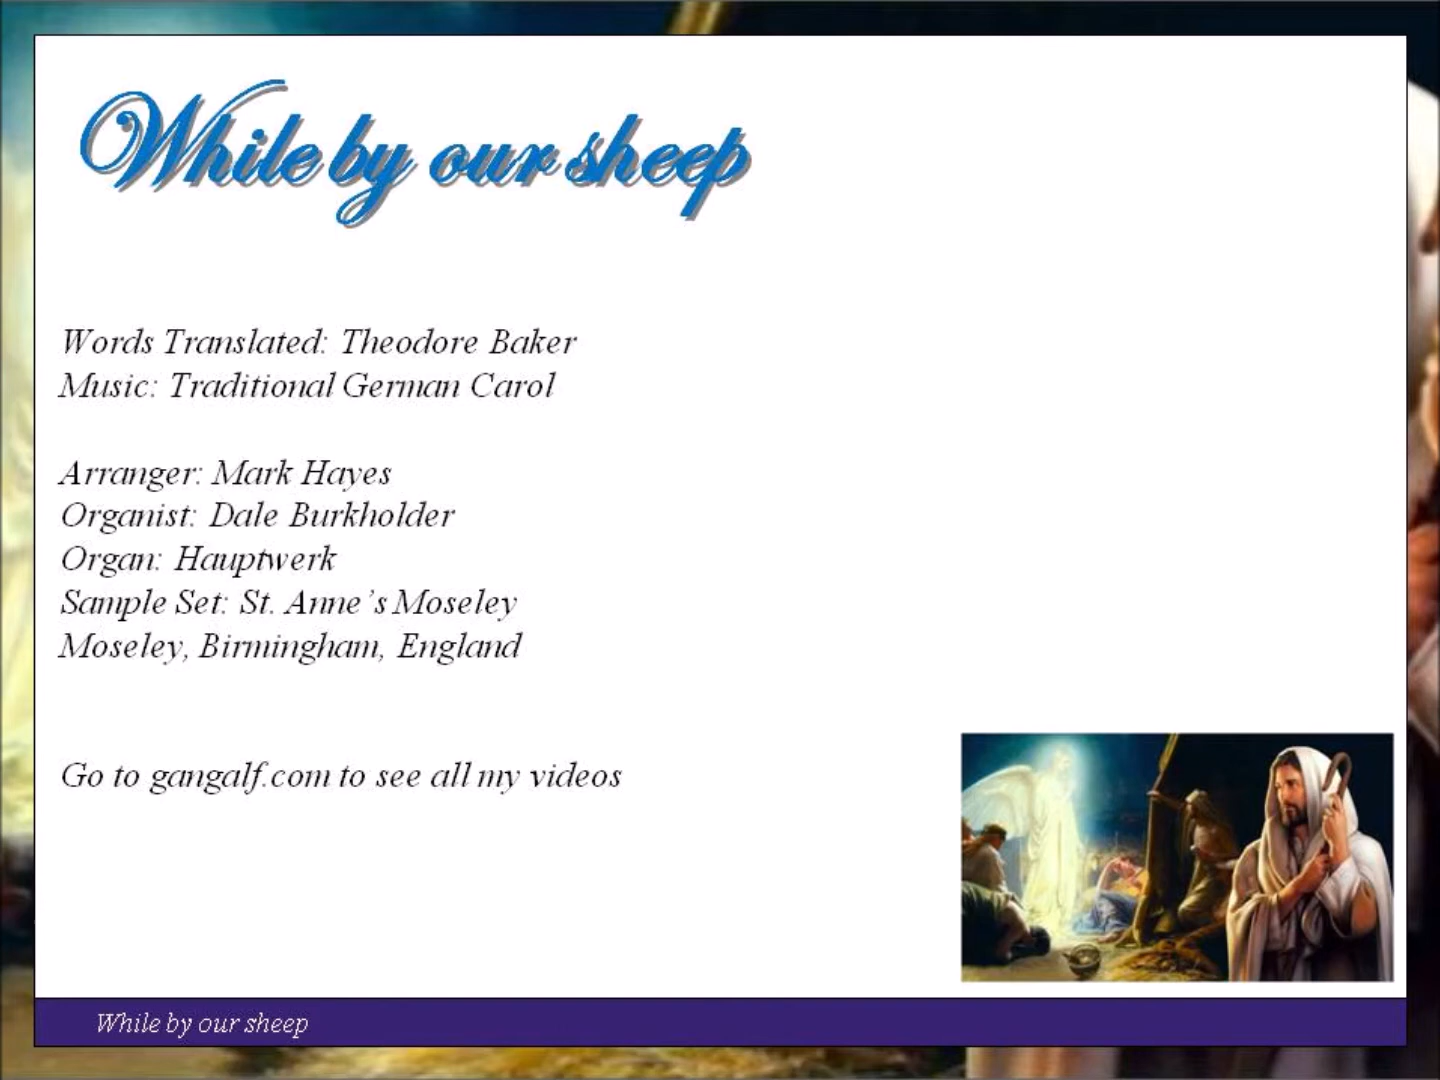 While by our sheep
Words Translated: Theodore Baker
Music: Traditional German Carol
Arranger: Mark Hayes
Organist: Dale Burkholder
Organ: Hauptwerk
Sample Set: St. Anne’s Moseley
Moseley, Birmingham, England
Go to gangalf.com to see all my videos
While by our sheep